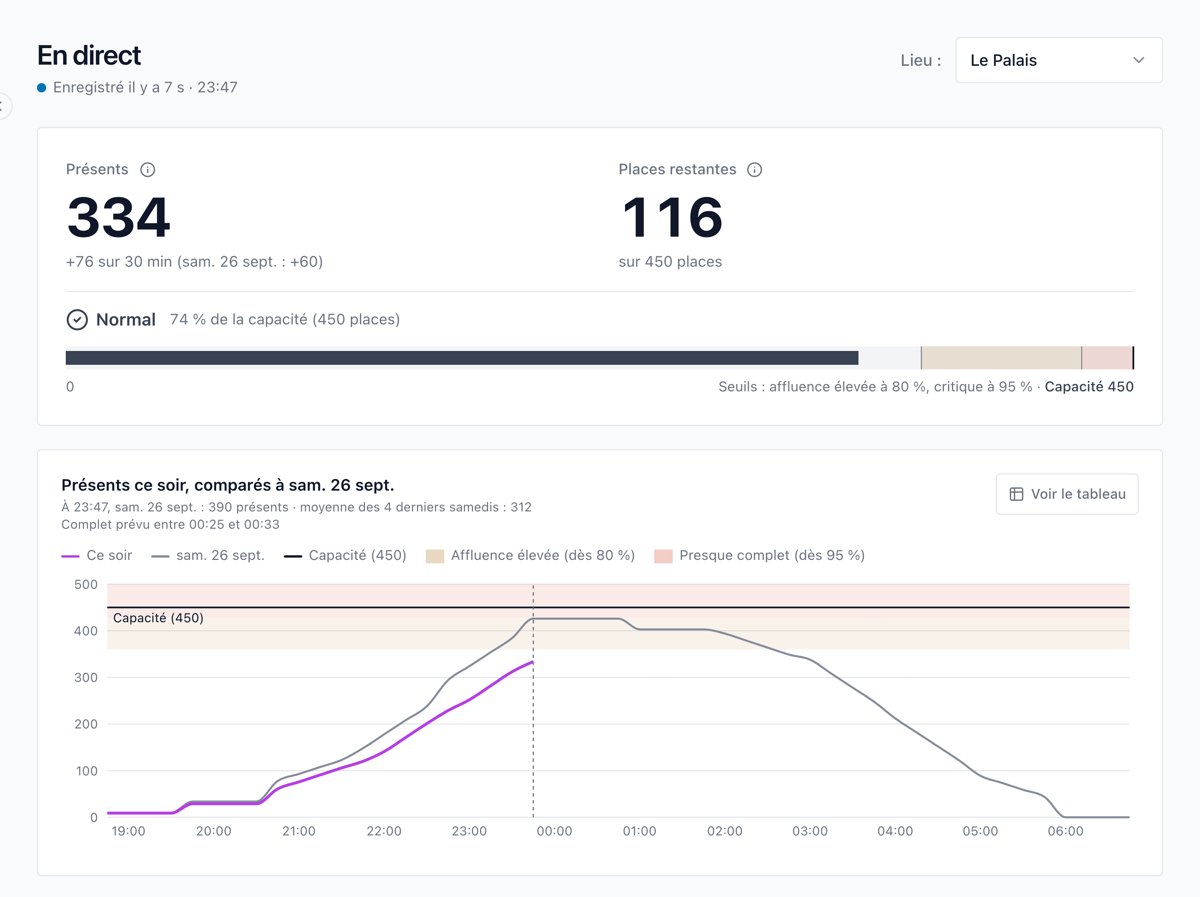 En direct
Enregistré il y a 7 s · 23:47
Lieu :
Le Palais
Présents
334
+76 sur 30 min (sam. 26 sept. : +60)
Places restantes
116
sur 450 places
Normal 74 % de la capacité (450 places)
0
Seuils : affluence élevée à 80 %, critique à 95 % · Capacité 450
Présents ce soir, comparés à sam. 26 sept.
À 23:47, sam. 26 sept. : 390 présents · moyenne des 4 derniers samedis : 312
Complet prévu entre 00:25 et 00:33
Voir le tableau
Ce soir
sam. 26 sept.
Capacité (450)
Affluence élevée (dès 80 %)
Presque complet (dès 95 %)
500
Capacité (450)
400
300
200
100
0
19:00 20:00 21:00 22:00 23:00 00:00 01:00 02:00 03:00 04:00 05:00 06:00